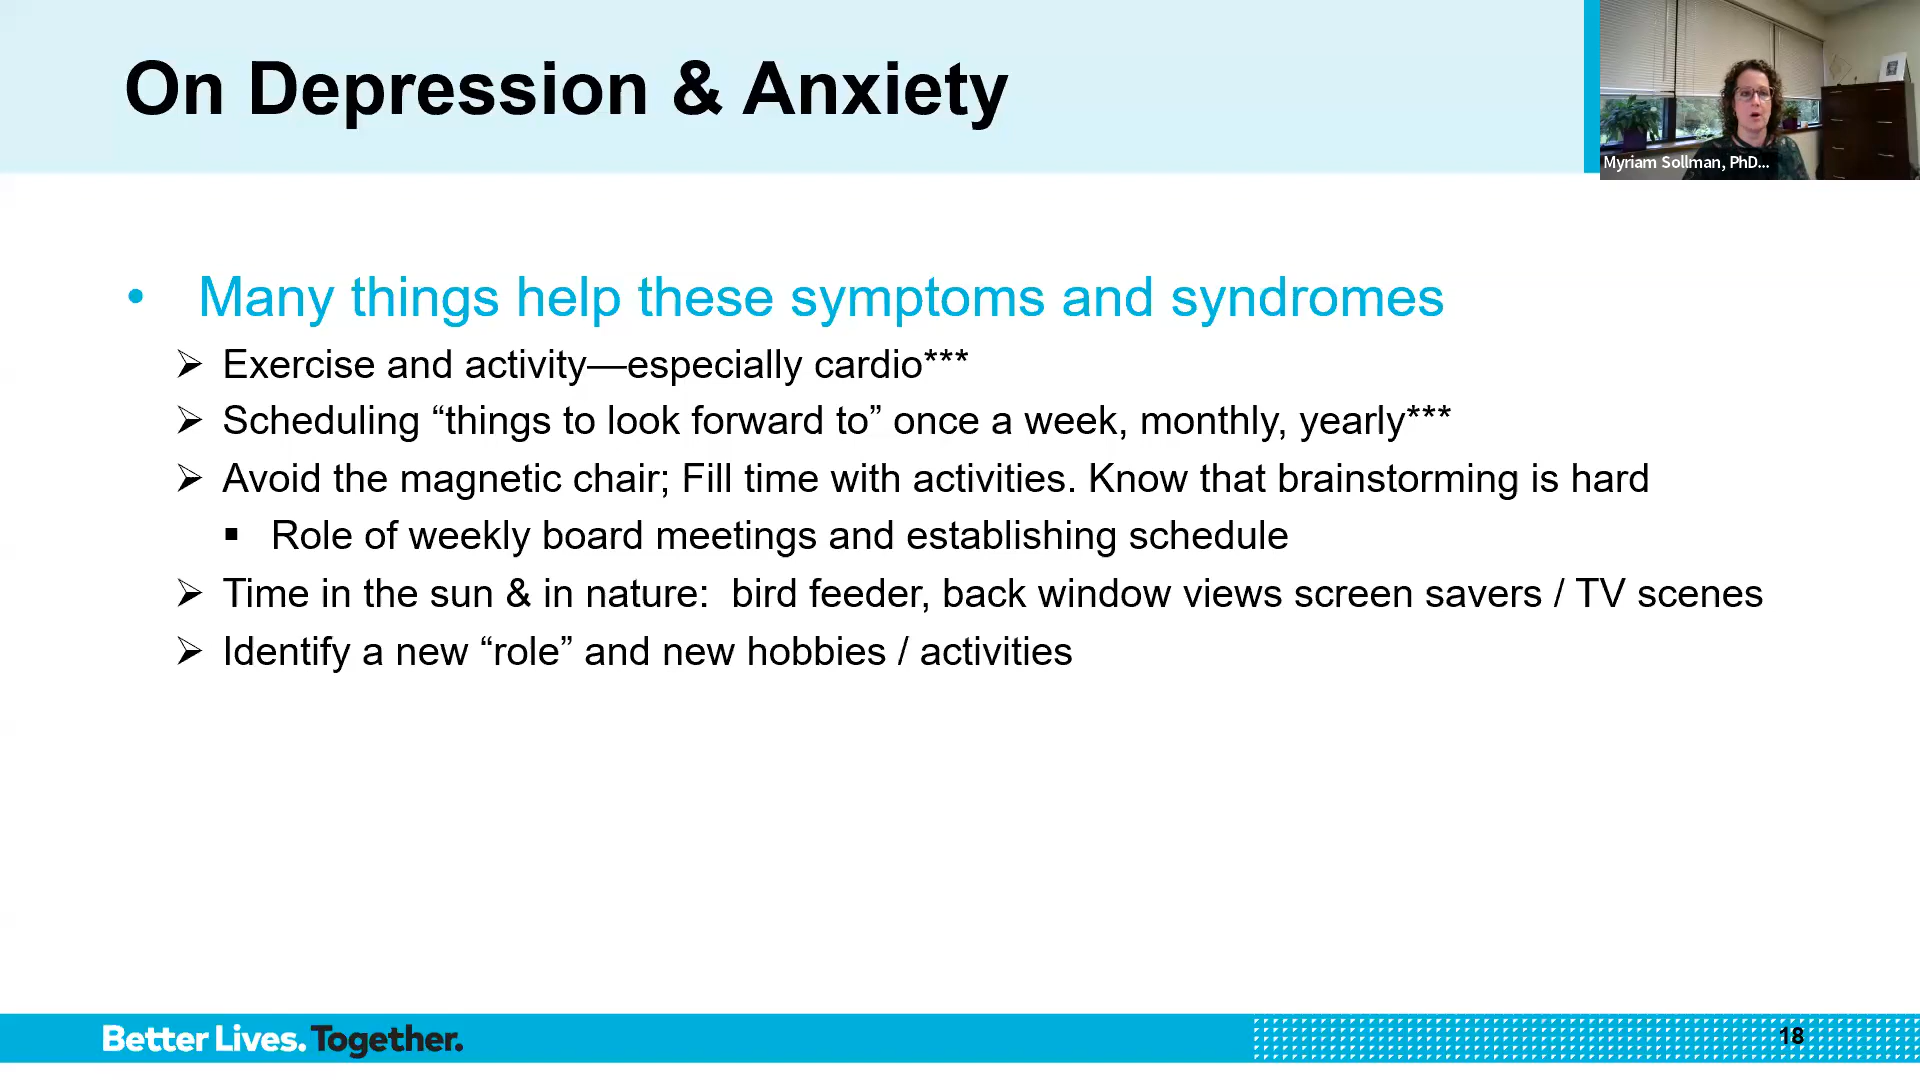 On Depression & Anxiety
Myriam Sollman, PhD...
• Many things help these symptoms and syndromes
➢ Exercise and activity—especially cardio***
➢ Scheduling “things to look forward to” once a week, monthly, yearly***
➢ Avoid the magnetic chair; Fill time with activities. Know that brainstorming is hard
▪ Role of weekly board meetings and establishing schedule
➢ Time in the sun & in nature:  bird feeder, back window views screen savers / TV scenes
➢ Identify a new “role” and new hobbies / activities
Better Lives. Together.
18